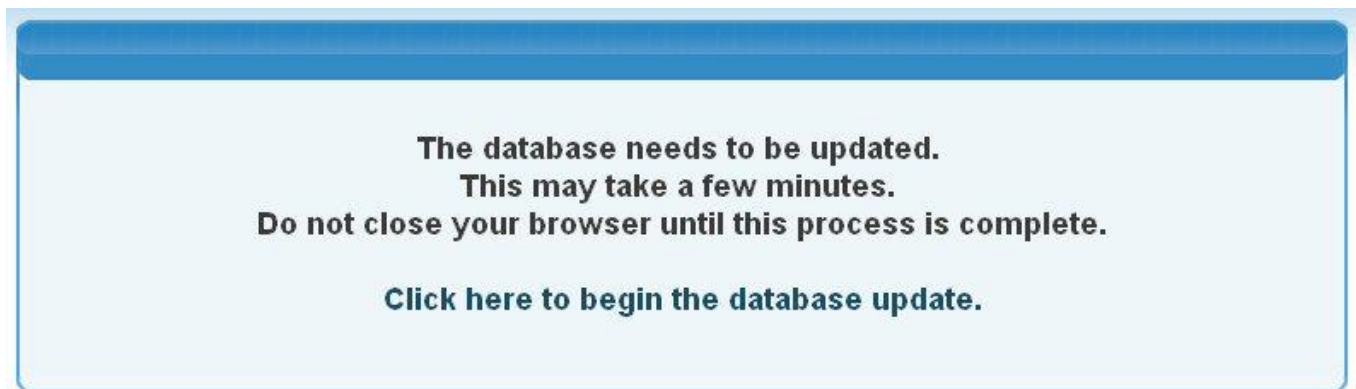 The database needs to be updated.
This may take a few minutes.
Do not close your browser until this process is complete.
Click here to begin the database update.